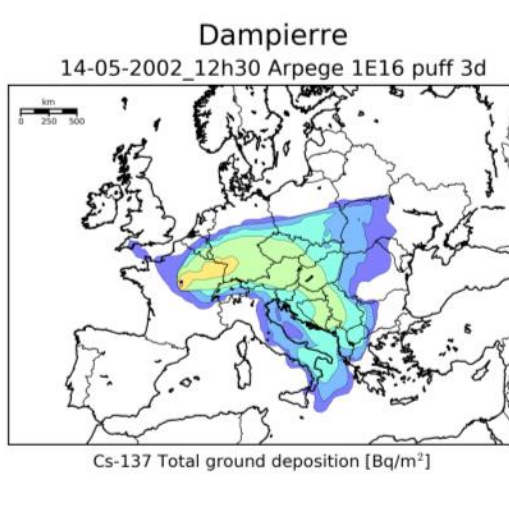 Dampierre
14-05-2002_12h30 Arpege 1E16 puff 3d
km
0 250 500
Cs-137 Total ground deposition [Bq/m²]